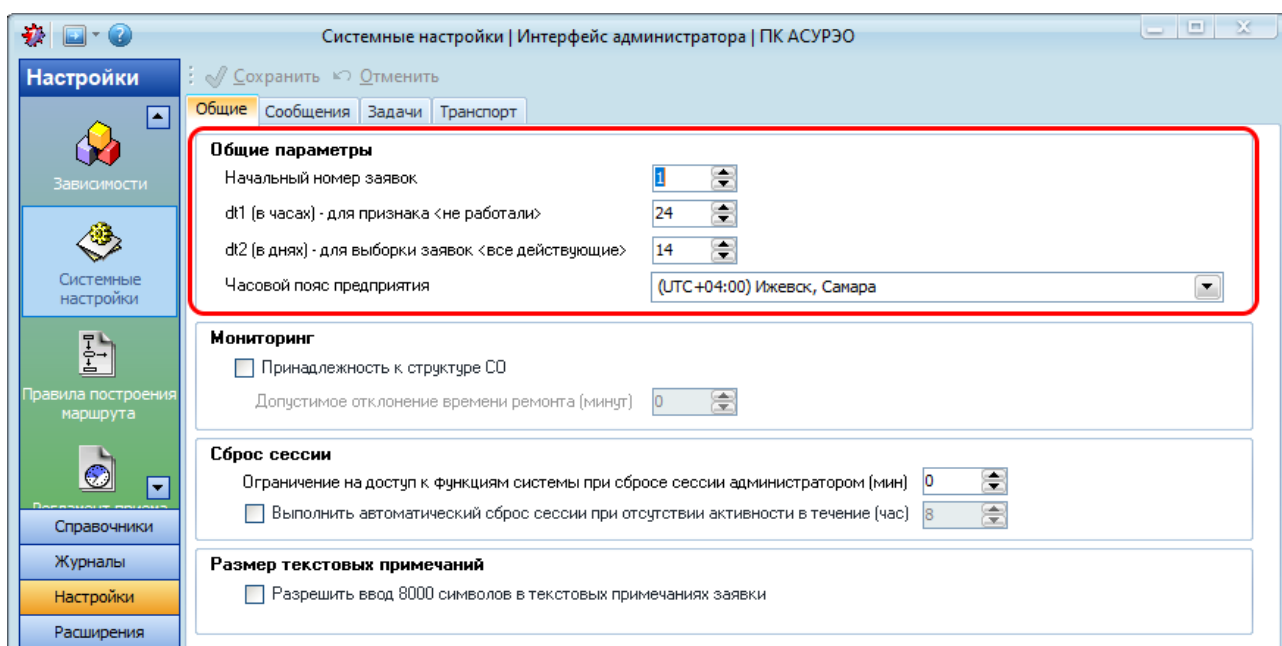 Системные настройки | Интерфейс администратора | ПК АСУРЭО
Настройки
Сохранить Отменить
Общие Сообщения Задачи Транспорт
Зависимости
Системные
настройки
Правила построения
маршрута
Регламент приема
Справочники
Журналы
Настройки
Расширения
Общие параметры
Начальный номер заявок 1
dt1 (в часах) - для признака <не работали> 24
dt2 (в днях) - для выборки заявок <все действующие> 14
Часовой пояс предприятия (UTC+04:00) Ижевск, Самара
Мониторинг
Принадлежность к структуре СО
Допустимое отклонение времени ремонта (минут) 0
Сброс сессии
Ограничение на доступ к функциям системы при сбросе сессии администратором (мин) 0
Выполнить автоматический сброс сессии при отсутствии активности в течение (час) 8
Размер текстовых примечаний
Разрешить ввод 8000 символов в текстовых примечаниях заявки